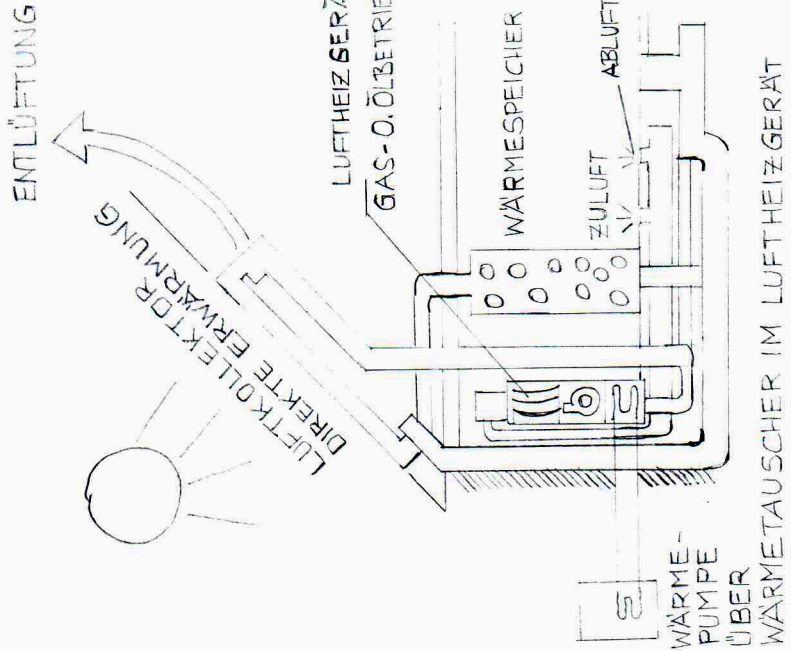 ENTLÜFTUNG
LUFTKOLLEKTOR
DIREKTE ERWÄRMUNG
LUFTHEIZGERÄ
GAS-O.ÖLBETRIE
WÄRMESPEICHER
ZULUFT
ABLUFT
WÄRME-
PUMPE
ÜBER
WÄRMETAUSCHER IM LUFTHEIZGERÄT